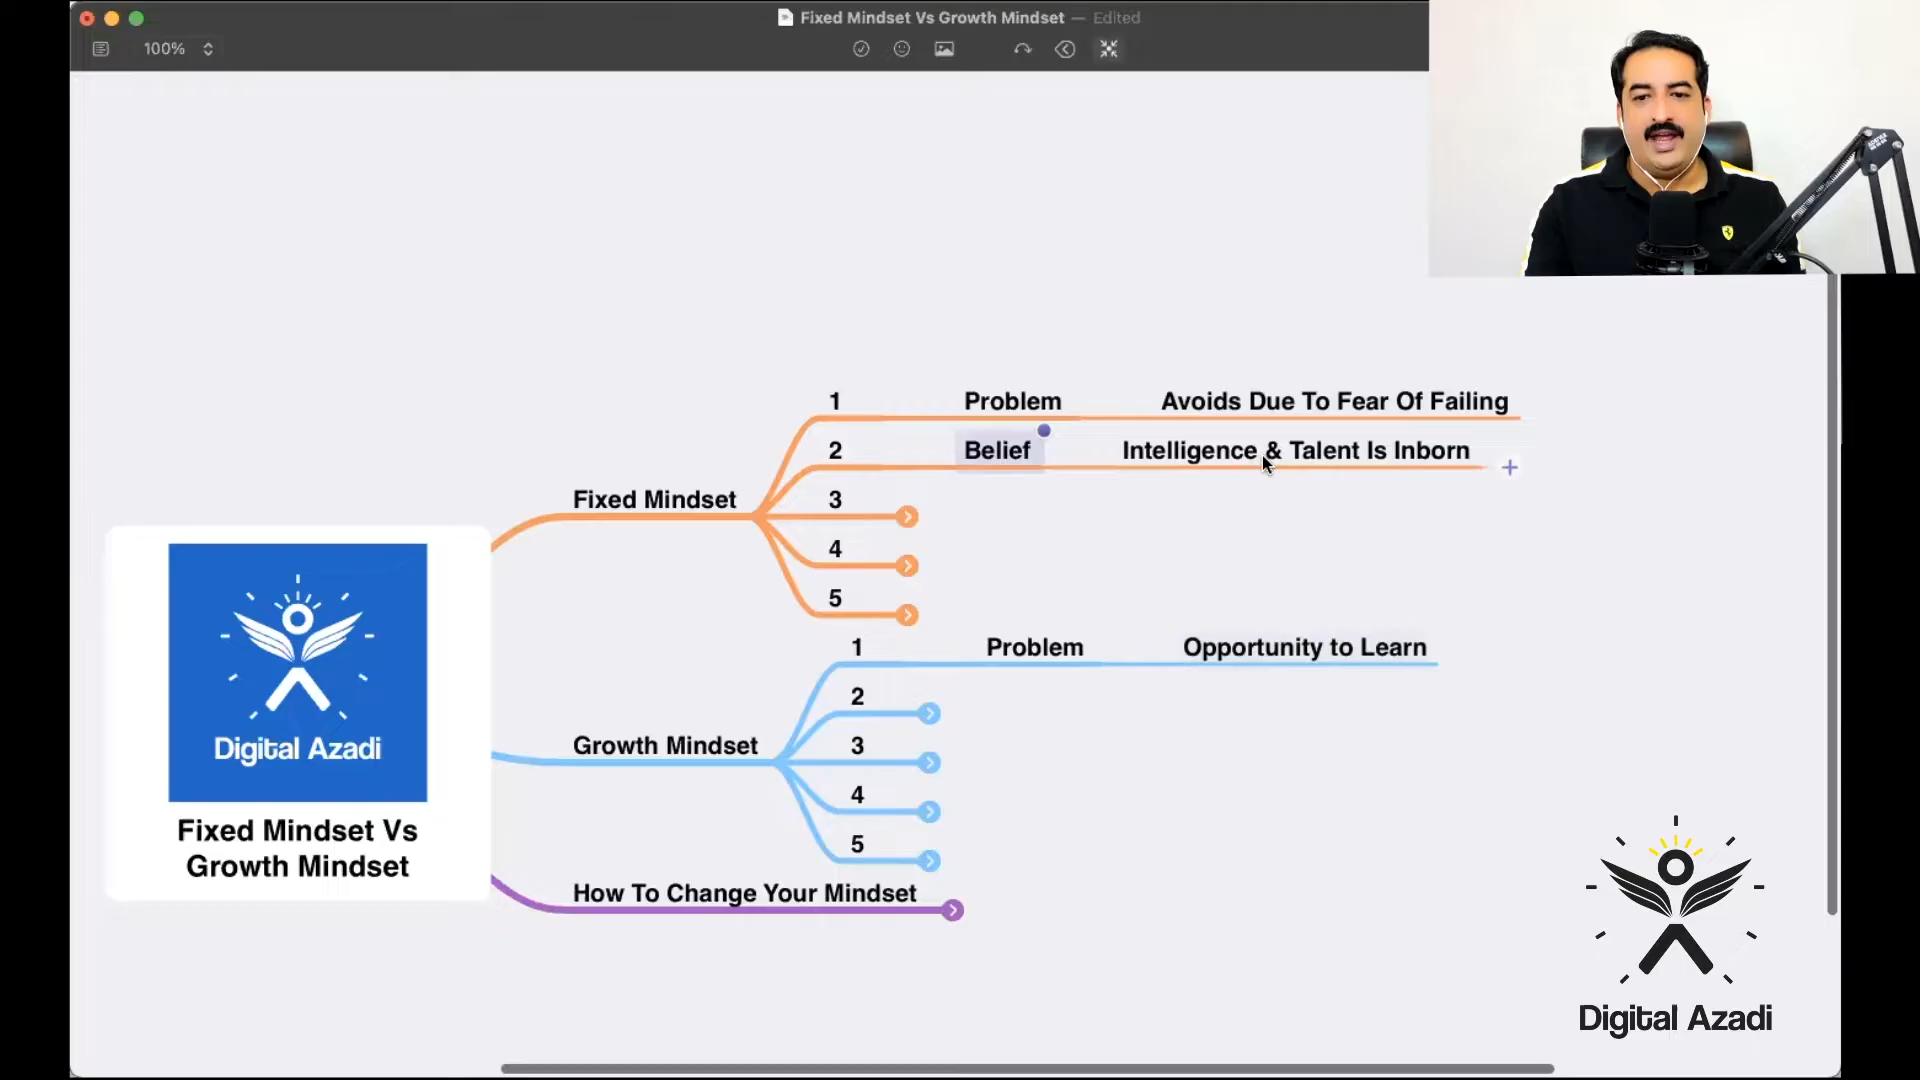 Fixed Mindset Vs Growth Mindset — Edited
100%
1 Problem Avoids Due To Fear Of Failing
2 Belief Intelligence & Talent Is Inborn
Fixed Mindset
3
4
5
1 Problem Opportunity to Learn
2
Growth Mindset
3
4
5
How To Change Your Mindset
Digital Azadi
Fixed Mindset Vs
Growth Mindset
Digital Azadi